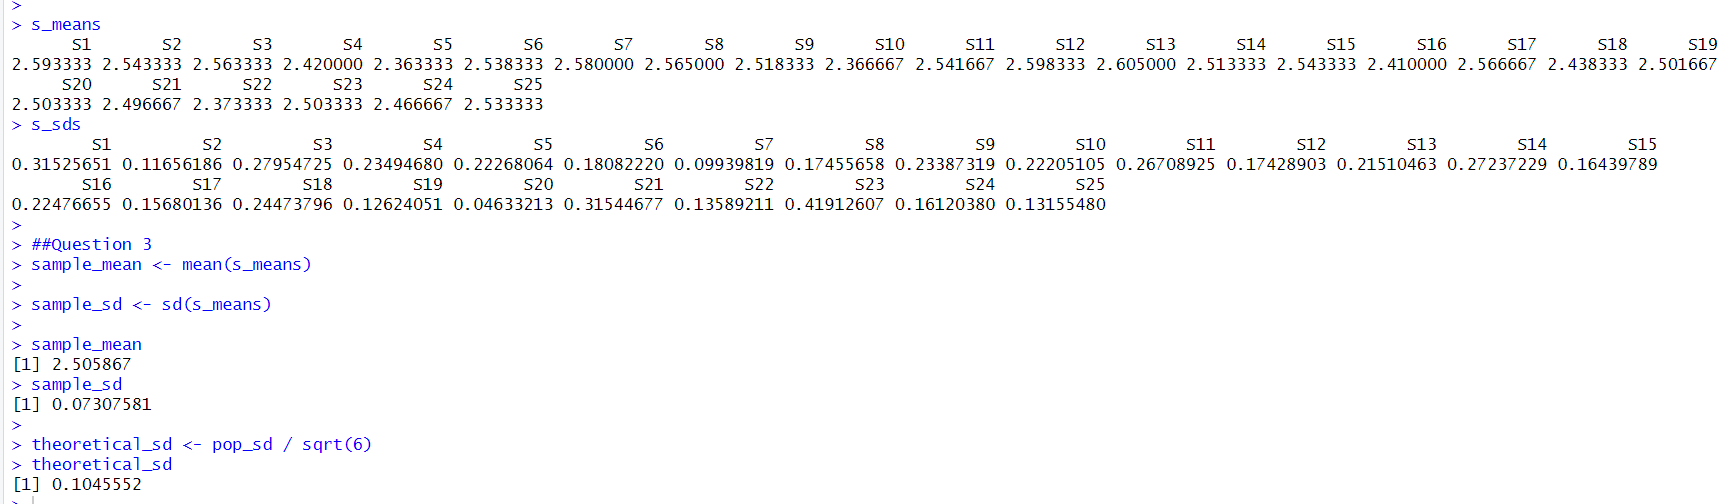 >
> s_means
S1 S2 S3 S4 S5 S6 S7 S8 S9 S10 S11 S12 S13 S14 S15 S16 S17 S18 S19
2.593333 2.543333 2.563333 2.420000 2.363333 2.538333 2.580000 2.565000 2.518333 2.366667 2.541667 2.598333 2.605000 2.513333 2.543333 2.410000 2.566667 2.438333 2.501667
S20 S21 S22 S23 S24 S25
2.503333 2.496667 2.373333 2.503333 2.466667 2.533333
> s_sds
S1 S2 S3 S4 S5 S6 S7 S8 S9 S10 S11 S12 S13 S14 S15
0.31525651 0.11656186 0.27954725 0.23494680 0.22268064 0.18082220 0.09939819 0.17455658 0.23387319 0.22205105 0.26708925 0.17428903 0.21510463 0.27237229 0.16439789
S16 S17 S18 S19 S20 S21 S22 S23 S24 S25
0.22476655 0.15680136 0.24473796 0.12624051 0.04633213 0.31544677 0.13589211 0.41912607 0.16120380 0.13155480
>
> ##Question 3
> sample_mean <- mean(s_means)
>
> sample_sd <- sd(s_means)
>
> sample_mean
[1] 2.505867
> sample_sd
[1] 0.07307581
>
> theoretical_sd <- pop_sd / sqrt(6)
> theoretical_sd
[1] 0.1045552
>